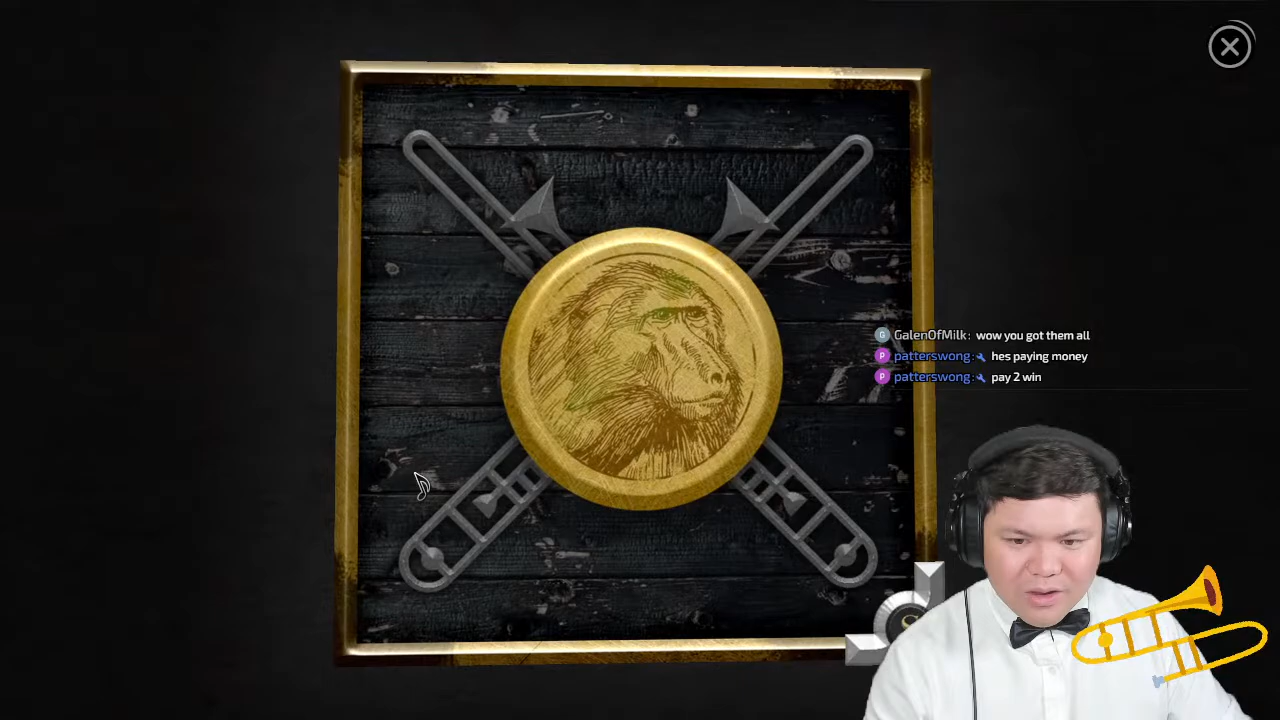 GalenOfMilk: wow you got them all
patterswong: hes paying money
patterswong: pay 2 win